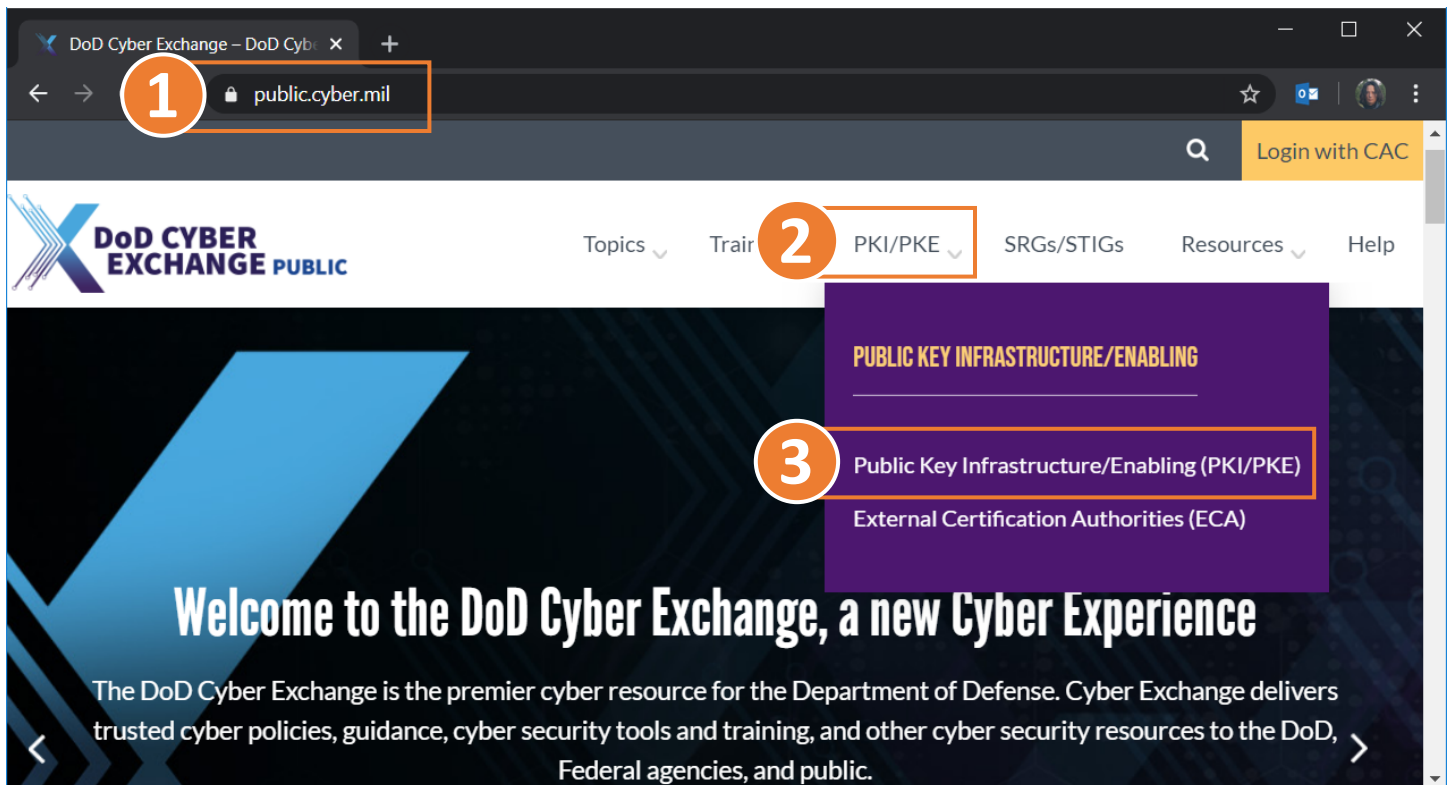 DoD Cyber Exchange – DoD Cybe
1
public.cyber.mil
Login with CAC
DoD CYBER
EXCHANGE PUBLIC
Topics
Train
2
PKI/PKE
SRGs/STIGs
Resources
Help
PUBLIC KEY INFRASTRUCTURE/ENABLING
3
Public Key Infrastructure/Enabling (PKI/PKE)
External Certification Authorities (ECA)
Welcome to the DoD Cyber Exchange, a new Cyber Experience
The DoD Cyber Exchange is the premier cyber resource for the Department of Defense. Cyber Exchange delivers
trusted cyber policies, guidance, cyber security tools and training, and other cyber security resources to the DoD,
Federal agencies, and public.